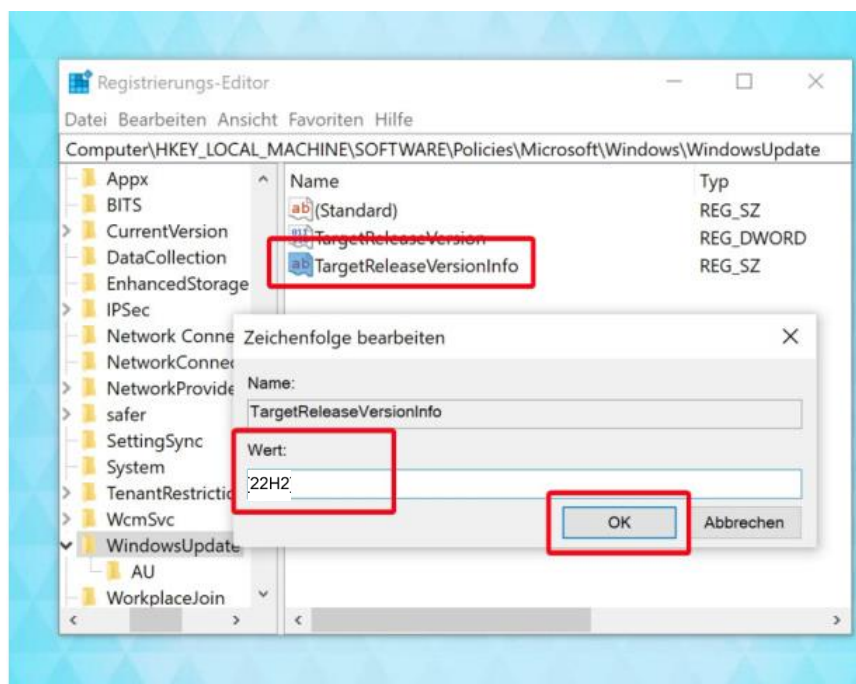 Registrierungs-Editor
Datei Bearbeiten Ansicht Favoriten Hilfe
Computer\HKEY_LOCAL_MACHINE\SOFTWARE\Policies\Microsoft\Windows\WindowsUpdate
Appx
BITS
CurrentVersion
DataCollection
EnhancedStorage
IPSec
Network Conne
NetworkConnec
NetworkProvide
safer
SettingSync
System
TenantRestrictio
WcmSvc
WindowsUpdate
AU
WorkplaceJoin
Name Typ
ab (Standard) REG_SZ
TargetReleaseVersion REG_DWORD
ab TargetReleaseVersionInfo REG_SZ
Zeichenfolge bearbeiten
Name:
TargetReleaseVersionInfo
Wert:
22H2
OK Abbrechen